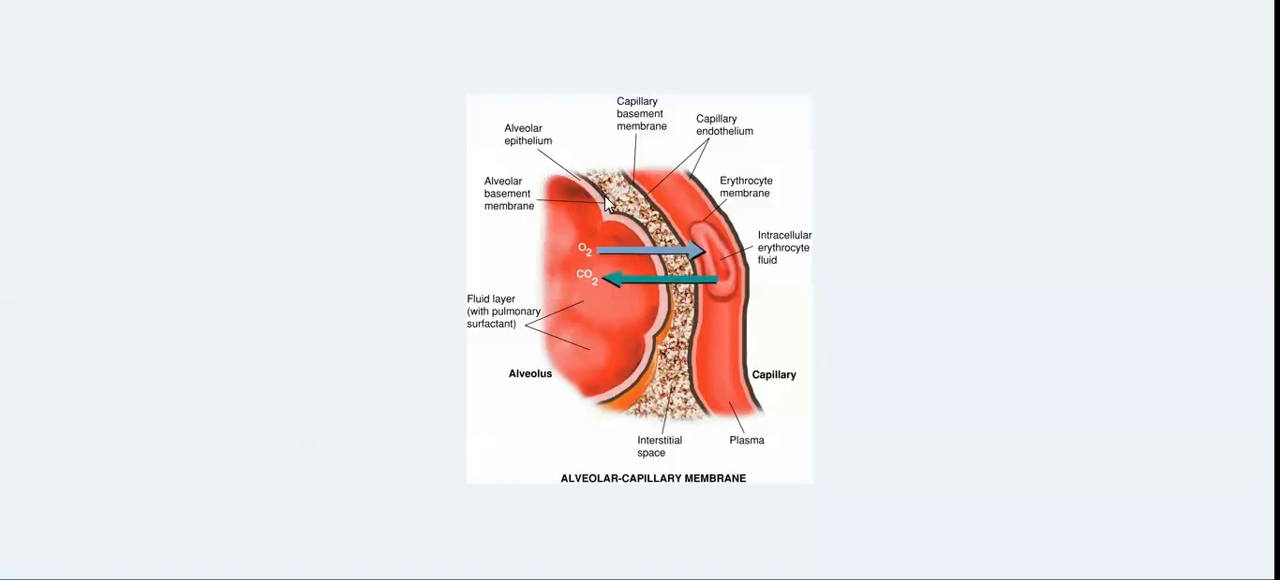 Capillary
basement
membrane
Capillary
endothelium
Alveolar
epithelium
Alveolar
basement
membrane
Erythrocyte
membrane
Intracellular
erythrocyte
fluid
O2
CO2
Fluid layer
(with pulmonary
surfactant)
Alveolus
Capillary
Interstitial
space
Plasma
ALVEOLAR-CAPILLARY MEMBRANE